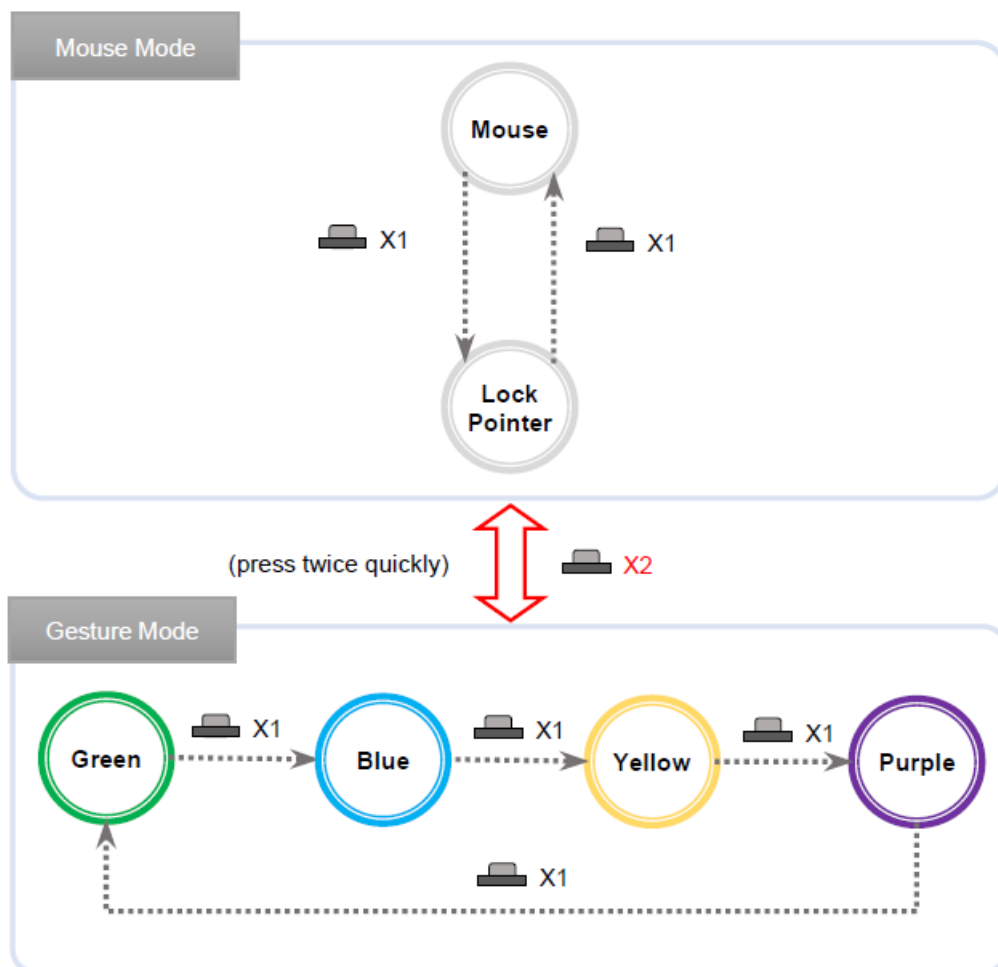 Mouse Mode
Mouse
X1
X1
Lock
Pointer
(press twice quickly)
X2
Gesture Mode
X1
X1
X1
Green
Blue
Yellow
Purple
X1